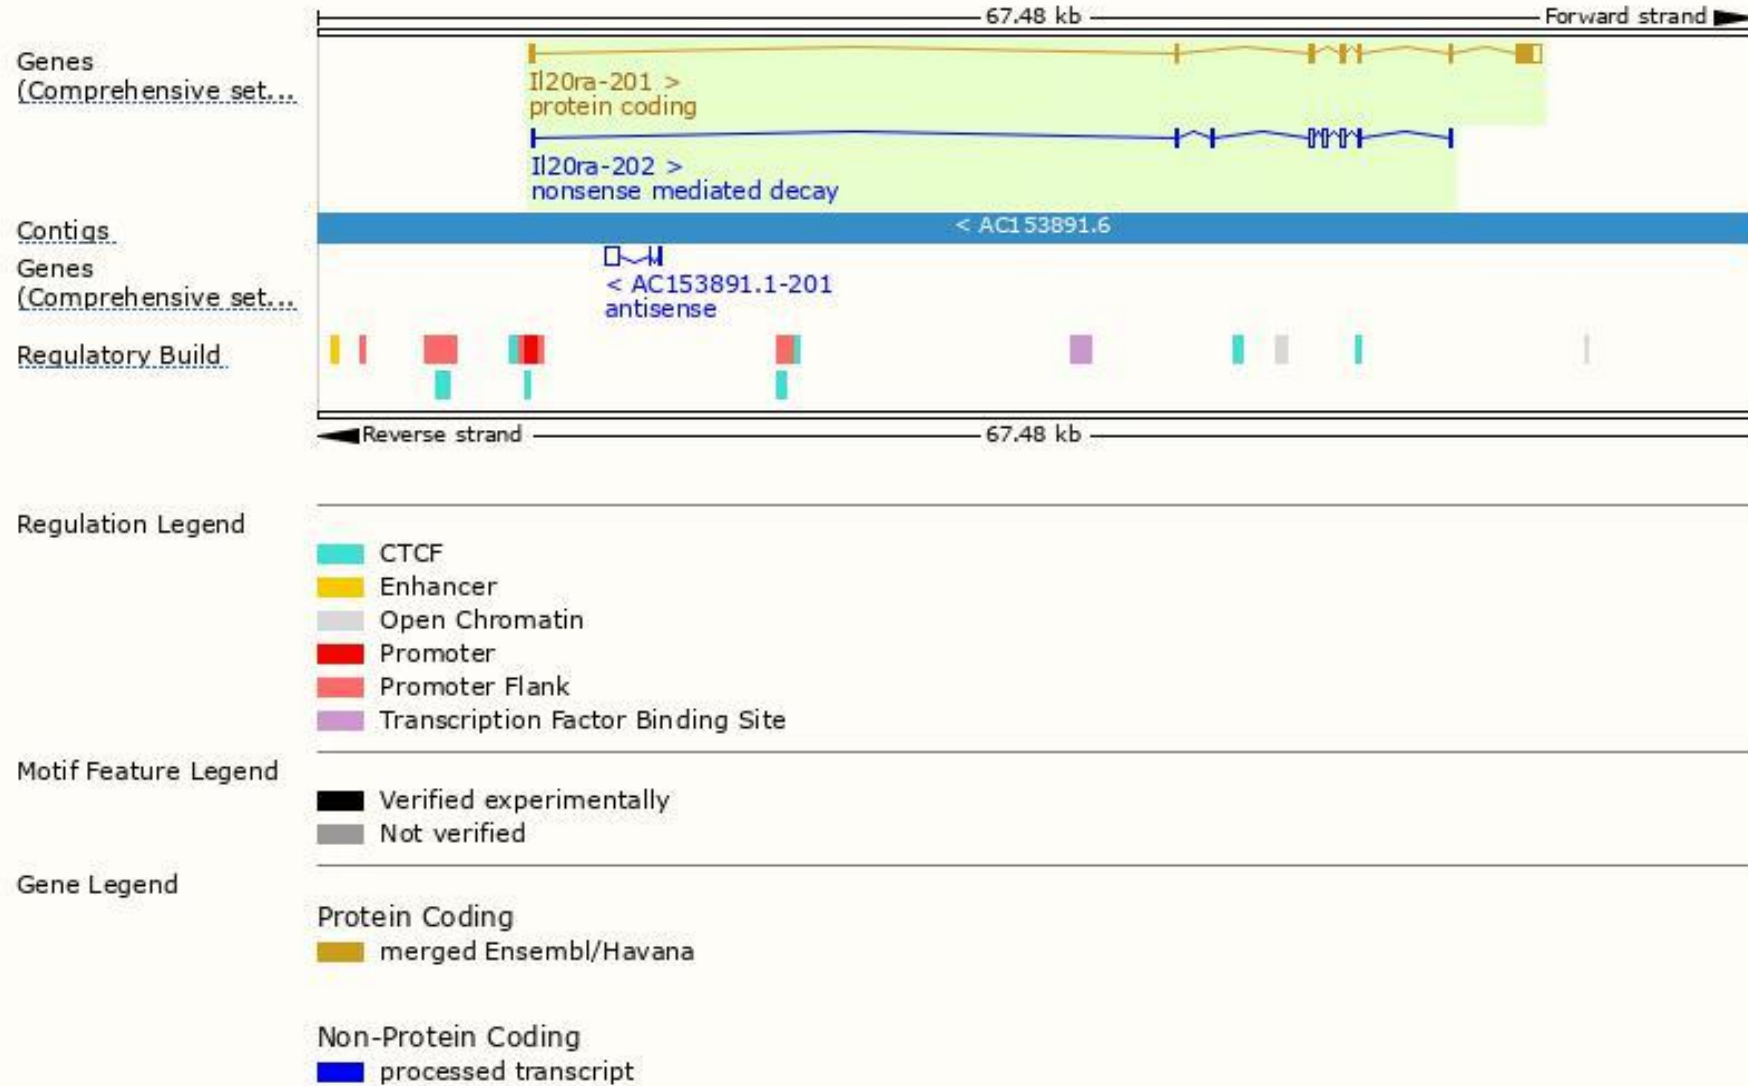 67.48 kb
Forward strand
Genes
(Comprehensive set...
Il20ra-201 >
protein coding
Il20ra-202 >
nonsense mediated decay
Contigs
< AC153891.6
Genes
(Comprehensive set...
< AC153891.1-201
antisense
Regulatory Build
Reverse strand
67.48 kb
Regulation Legend
CTCF
Enhancer
Open Chromatin
Promoter
Promoter Flank
Transcription Factor Binding Site
Motif Feature Legend
Verified experimentally
Not verified
Gene Legend
Protein Coding
merged Ensembl/Havana
Non-Protein Coding
processed transcript